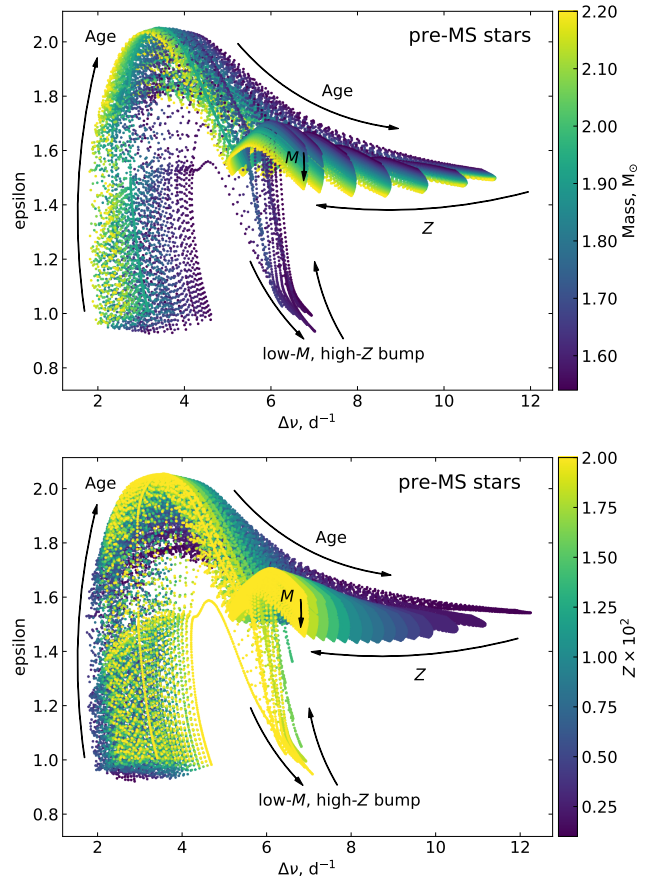 pre-MS stars
Age
Age
M
Z
low-M, high-Z bump
epsilon
2.0
1.8
1.6
1.4
1.2
1.0
0.8
2 4 6 8 10 12
Δν, d⁻¹
2.20
2.10
2.00
1.90
1.80
1.70
1.60
Mass, M☉
pre-MS stars
Age
Age
M
Z
low-M, high-Z bump
epsilon
2.0
1.8
1.6
1.4
1.2
1.0
0.8
2 4 6 8 10 12
Δν, d⁻¹
2.00
1.75
1.50
1.25
1.00
0.75
0.50
0.25
Z × 10²